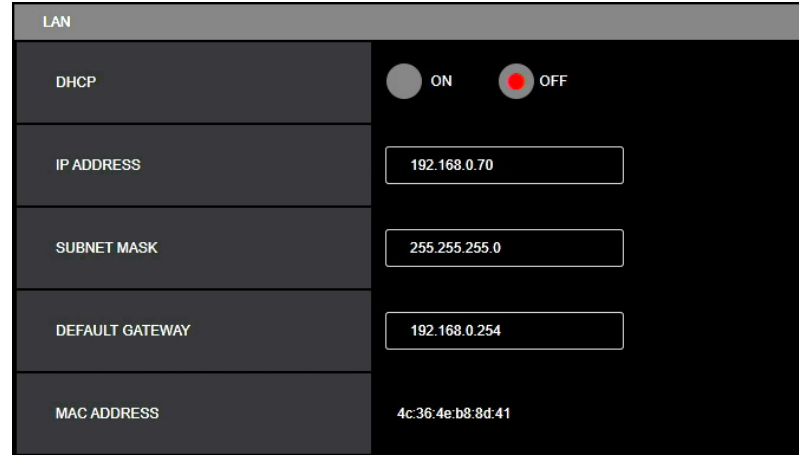 LAN
DHCP ON OFF
IP ADDRESS 192.168.0.70
SUBNET MASK 255.255.255.0
DEFAULT GATEWAY 192.168.0.254
MAC ADDRESS 4c:36:4e:b8:8d:41